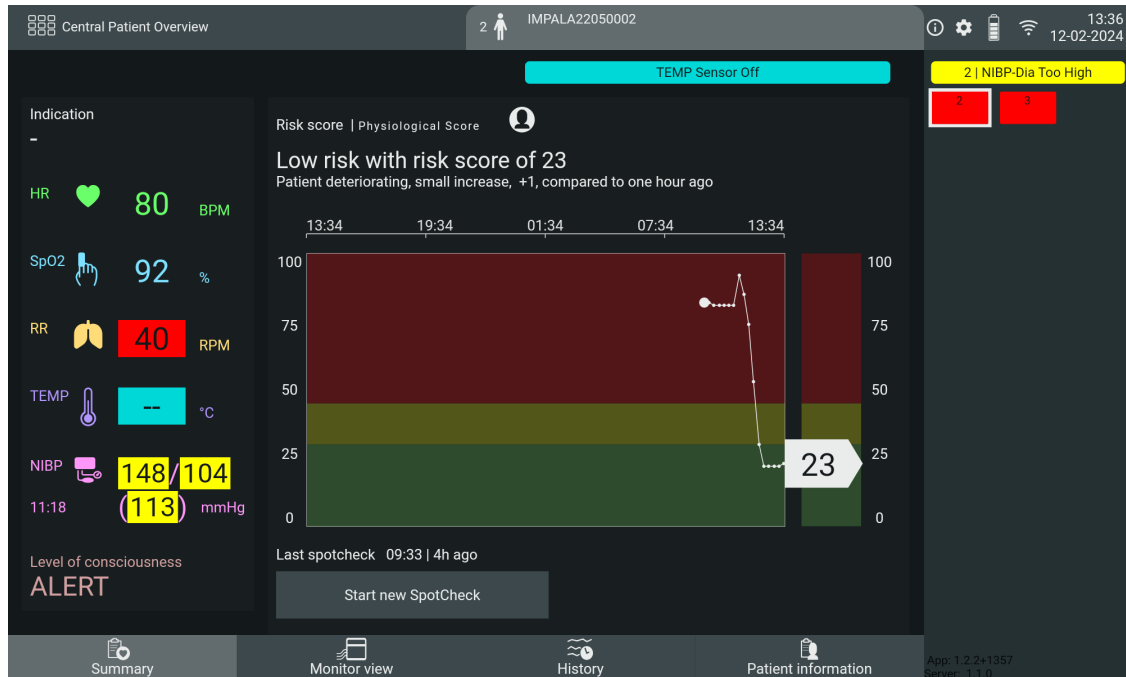 Central Patient Overview
2 IMPALA22050002
13:36
12-02-2024
TEMP Sensor Off
2 | NIBP-Dia Too High
2 3
Indication
-
HR 80 BPM
SpO2 92 %
RR 40 RPM
TEMP -- °C
NIBP 148/104
11:18 (113) mmHg
Level of consciousness
ALERT
Risk score | Physiological Score
Low risk with risk score of 23
Patient deteriorating, small increase, +1, compared to one hour ago
13:34 19:34 01:34 07:34 13:34
100 100
75 75
50 50
25 23 25
0 0
Last spotcheck 09:33 | 4h ago
Start new SpotCheck
Summary Monitor view History Patient information
App: 1.2.2+1357
Server: 1.1.0